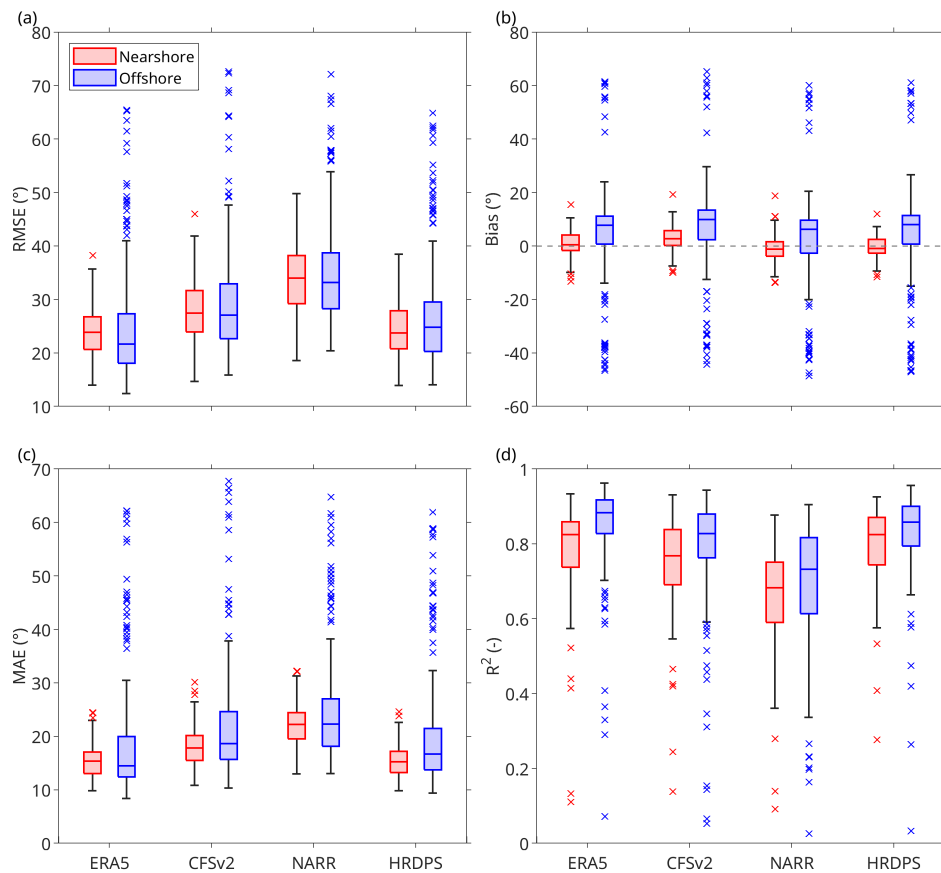 (a)
(b)
80
70
60
50
40
30
20
10
RMSE (°)
Nearshore
Offshore
80
60
40
20
0
-20
-40
-60
Bias (°)
(c)
(d)
70
60
50
40
30
20
10
0
MAE (°)
ERA5 CFSv2 NARR HRDPS
1
0.8
0.6
0.4
0.2
0
R² (-)
ERA5 CFSv2 NARR HRDPS